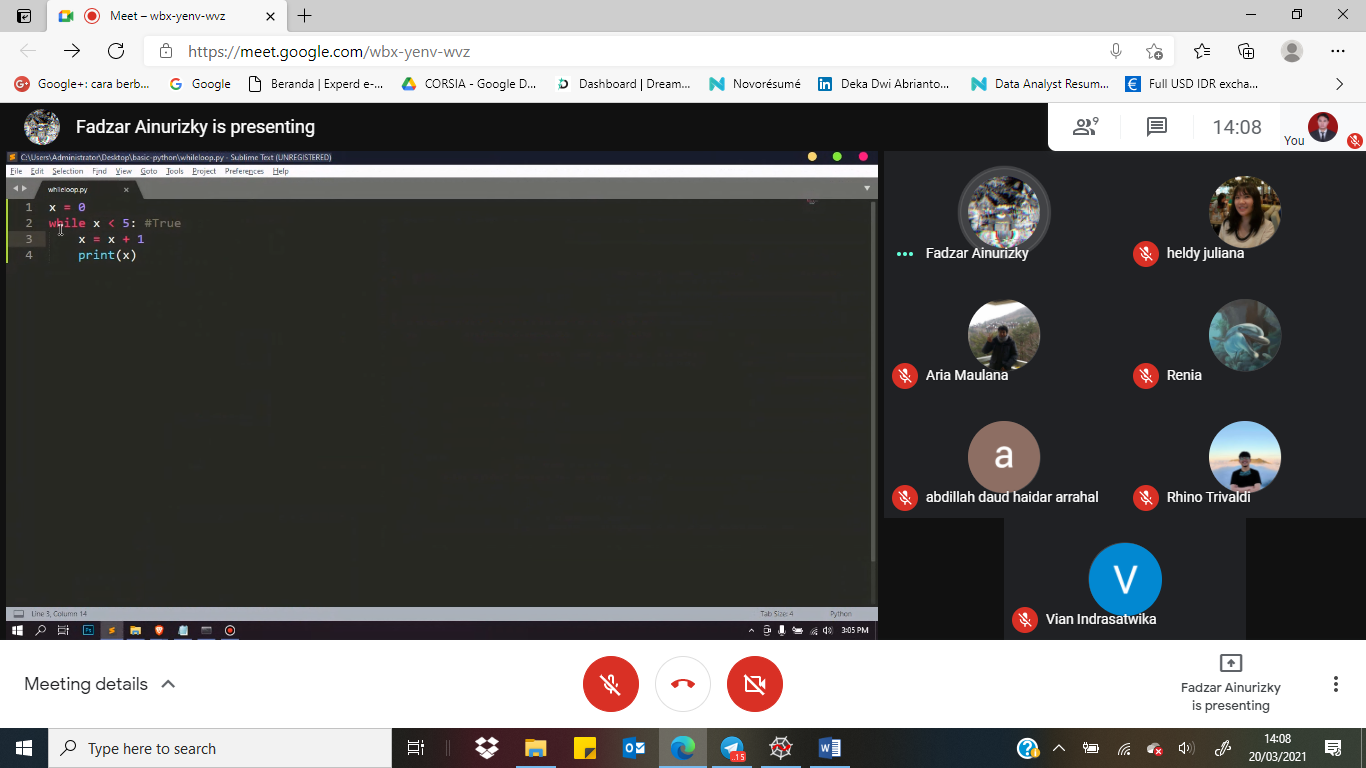 Meet – wbx-yenv-wvz
https://meet.google.com/wbx-yenv-wvz
Google+: cara berb...
Google
Beranda | Experd e-...
CORSIA - Google D...
Dashboard | Dream...
Novorésumé
Deka Dwi Abrianto...
Data Analyst Resum...
Full USD IDR excha...
Fadzar Ainurizky is presenting
9
14:08
You
C:\Users\Administrator\Desktop\basic-python\whileloop.py - Sublime Text (UNREGISTERED)
File Edit Selection Find View Goto Tools Project Preferences Help
whileloop.py
1 x = 0
2 while x < 5: #True
3 x = x + 1
4 print(x)
Line 3, Column 14
Tab Size: 4
Python
Ps
3:05 PM
Fadzar Ainurizky
heldy juliana
Aria Maulana
Renia
a
abdillah daud haidar arrahal
Rhino Trivaldi
V
Vian Indrasatwika
Meeting details
Fadzar Ainurizky
is presenting
Type here to search
..15
14:08
20/03/2021